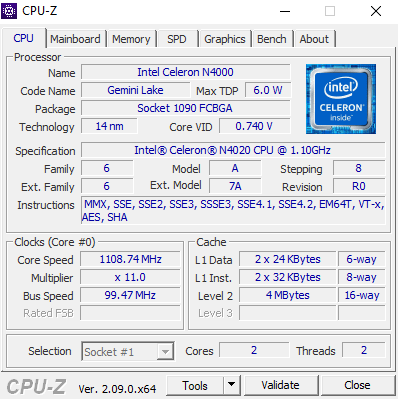 CPU-Z
CPU Mainboard Memory SPD Graphics Bench About
Processor
Name Intel Celeron N4000
Code Name Gemini Lake Max TDP 6.0 W
Package Socket 1090 FCBGA
Technology 14 nm Core VID 0.740 V
intel CELERON inside™
Specification Intel® Celeron® N4020 CPU @ 1.10GHz
Family 6 Model A Stepping 8
Ext. Family 6 Ext. Model 7A Revision R0
Instructions MMX, SSE, SSE2, SSE3, SSSE3, SSE4.1, SSE4.2, EM64T, VT-x,
AES, SHA
Clocks (Core #0) Cache
Core Speed 1108.74 MHz L1 Data 2 x 24 KBytes 6-way
Multiplier x 11.0 L1 Inst. 2 x 32 KBytes 8-way
Bus Speed 99.47 MHz Level 2 4 MBytes 16-way
Rated FSB Level 3
Selection Socket #1 Cores 2 Threads 2
CPU-Z Ver. 2.09.0.x64 Tools Validate Close